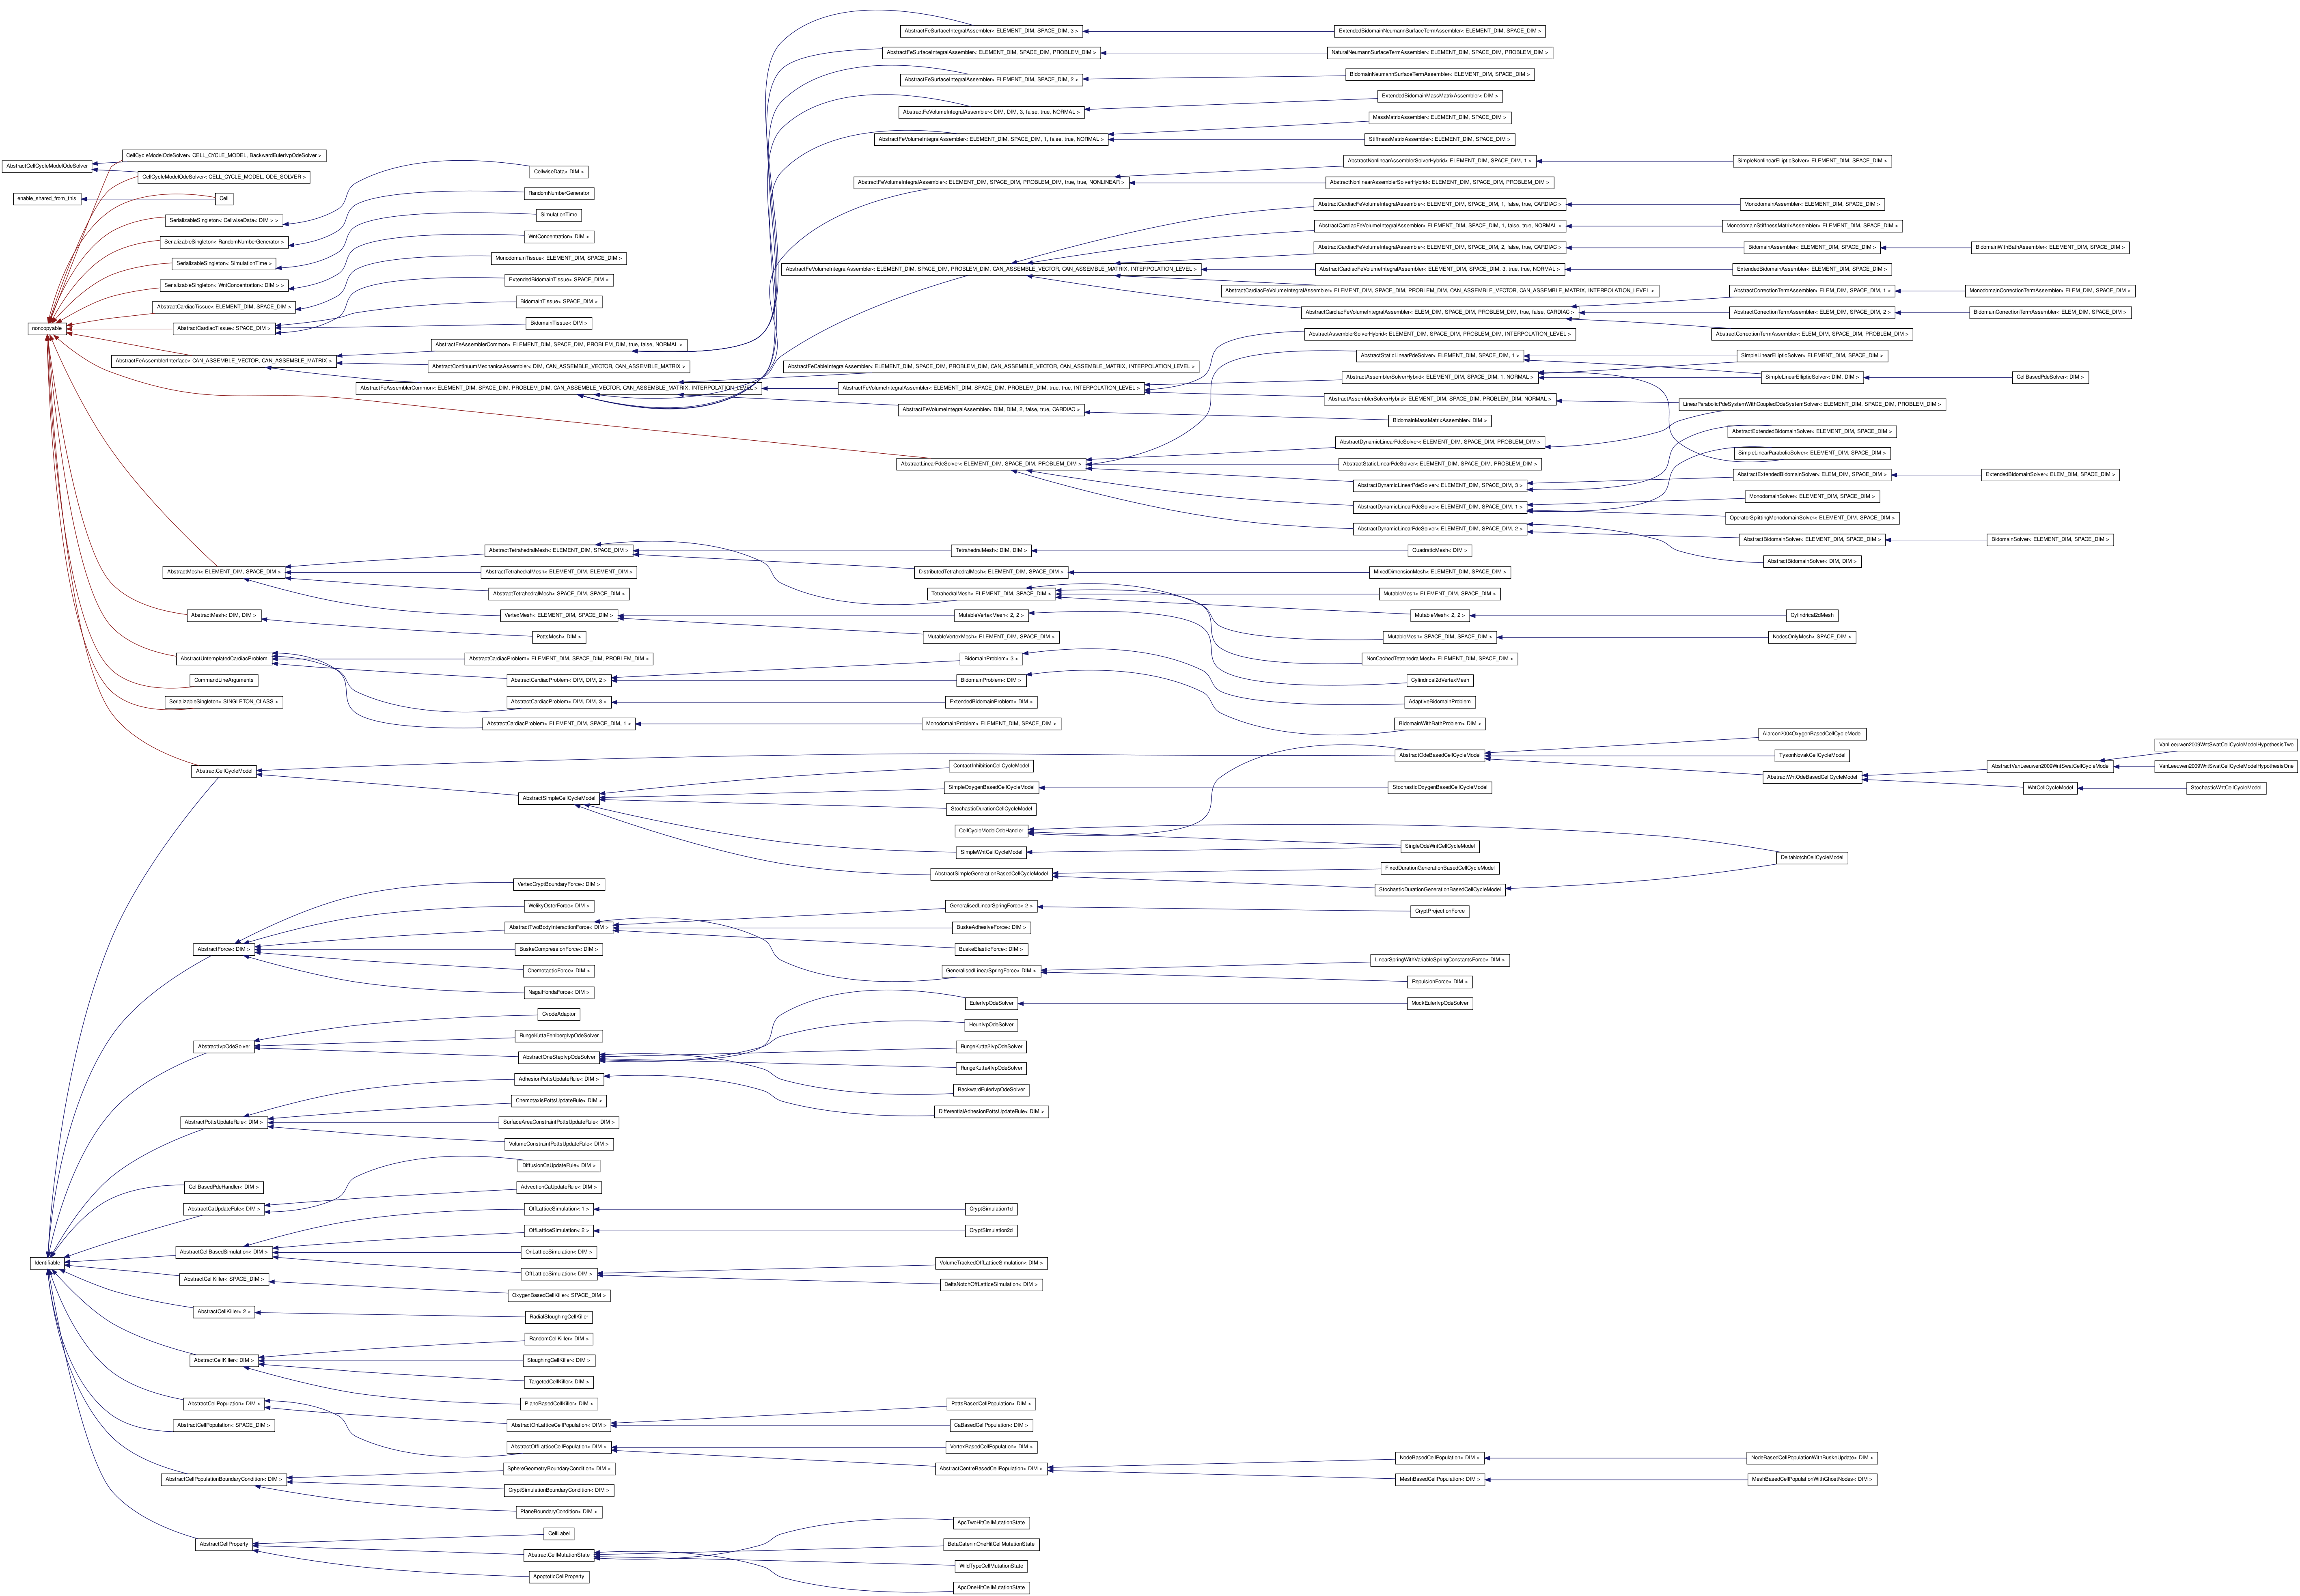 AbstractFeSurfaceIntegralAssembler< ELEMENT_DIM, SPACE_DIM, 3 >
ExtendedBidomainNeumannSurfaceTermAssembler< ELEMENT_DIM, SPACE_DIM >
AbstractFeSurfaceIntegralAssembler< ELEMENT_DIM, SPACE_DIM, PROBLEM_DIM >
NaturalNeumannSurfaceTermAssembler< ELEMENT_DIM, SPACE_DIM, PROBLEM_DIM >
AbstractFeSurfaceIntegralAssembler< ELEMENT_DIM, SPACE_DIM, 2 >
BidomainNeumannSurfaceTermAssembler< ELEMENT_DIM, SPACE_DIM >
AbstractFeVolumeIntegralAssembler< DIM, DIM, 3, false, true, NORMAL >
ExtendedBidomainMassMatrixAssembler< DIM >
AbstractFeVolumeIntegralAssembler< ELEMENT_DIM, SPACE_DIM, 1, false, true, NORMAL >
MassMatrixAssembler< ELEMENT_DIM, SPACE_DIM >
StiffnessMatrixAssembler< ELEMENT_DIM, SPACE_DIM >
AbstractCellCycleModelOdeSolver
CellCycleModelOdeSolver< CELL_CYCLE_MODEL, BackwardEulerIvpOdeSolver >
CellCycleModelOdeSolver< CELL_CYCLE_MODEL, ODE_SOLVER >
enable_shared_from_this
Cell
CellwiseData< DIM >
SerializableSingleton< CellwiseData< DIM > >
RandomNumberGenerator
SerializableSingleton< RandomNumberGenerator >
SimulationTime
SerializableSingleton< SimulationTime >
WntConcentration< DIM >
SerializableSingleton< WntConcentration< DIM > >
MonodomainTissue< ELEMENT_DIM, SPACE_DIM >
AbstractCardiacTissue< ELEMENT_DIM, SPACE_DIM >
ExtendedBidomainTissue< SPACE_DIM >
BidomainTissue< SPACE_DIM >
noncopyable
AbstractCardiacTissue< SPACE_DIM >
BidomainTissue< DIM >
AbstractFeVolumeIntegralAssembler< ELEMENT_DIM, SPACE_DIM, PROBLEM_DIM, true, true, NONLINEAR >
AbstractNonlinearAssemblerSolverHybrid< ELEMENT_DIM, SPACE_DIM, 1 >
SimpleNonlinearEllipticSolver< ELEMENT_DIM, SPACE_DIM >
AbstractNonlinearAssemblerSolverHybrid< ELEMENT_DIM, SPACE_DIM, PROBLEM_DIM >
AbstractCardiacFeVolumeIntegralAssembler< ELEMENT_DIM, SPACE_DIM, 1, false, true, CARDIAC >
MonodomainAssembler< ELEMENT_DIM, SPACE_DIM >
AbstractCardiacFeVolumeIntegralAssembler< ELEMENT_DIM, SPACE_DIM, 1, false, true, NORMAL >
MonodomainStiffnessMatrixAssembler< ELEMENT_DIM, SPACE_DIM >
AbstractCardiacFeVolumeIntegralAssembler< ELEMENT_DIM, SPACE_DIM, 2, false, true, CARDIAC >
BidomainAssembler< ELEMENT_DIM, SPACE_DIM >
BidomainWithBathAssembler< ELEMENT_DIM, SPACE_DIM >
AbstractFeVolumeIntegralAssembler< ELEMENT_DIM, SPACE_DIM, PROBLEM_DIM, CAN_ASSEMBLE_VECTOR, CAN_ASSEMBLE_MATRIX, INTERPOLATION_LEVEL >
AbstractCardiacFeVolumeIntegralAssembler< ELEMENT_DIM, SPACE_DIM, 3, true, true, NORMAL >
ExtendedBidomainAssembler< ELEMENT_DIM, SPACE_DIM >
AbstractCardiacFeVolumeIntegralAssembler< ELEMENT_DIM, SPACE_DIM, PROBLEM_DIM, CAN_ASSEMBLE_VECTOR, CAN_ASSEMBLE_MATRIX, INTERPOLATION_LEVEL >
AbstractCardiacFeVolumeIntegralAssembler< ELEM_DIM, SPACE_DIM, PROBLEM_DIM, true, false, CARDIAC >
AbstractCorrectionTermAssembler< ELEM_DIM, SPACE_DIM, 1 >
MonodomainCorrectionTermAssembler< ELEM_DIM, SPACE_DIM >
AbstractCorrectionTermAssembler< ELEM_DIM, SPACE_DIM, 2 >
BidomainCorrectionTermAssembler< ELEM_DIM, SPACE_DIM >
AbstractCorrectionTermAssembler< ELEM_DIM, SPACE_DIM, PROBLEM_DIM >
AbstractFeAssemblerInterface< CAN_ASSEMBLE_VECTOR, CAN_ASSEMBLE_MATRIX >
AbstractFeAssemblerCommon< ELEMENT_DIM, SPACE_DIM, PROBLEM_DIM, true, false, NORMAL >
AbstractContinuumMechanicsAssembler< DIM, CAN_ASSEMBLE_VECTOR, CAN_ASSEMBLE_MATRIX >
AbstractFeAssemblerCommon< ELEMENT_DIM, SPACE_DIM, PROBLEM_DIM, CAN_ASSEMBLE_VECTOR, CAN_ASSEMBLE_MATRIX, INTERPOLATION_LEVEL >
AbstractFeCableIntegralAssembler< ELEMENT_DIM, SPACE_DIM, PROBLEM_DIM, CAN_ASSEMBLE_VECTOR, CAN_ASSEMBLE_MATRIX, INTERPOLATION_LEVEL >
AbstractFeVolumeIntegralAssembler< ELEMENT_DIM, SPACE_DIM, PROBLEM_DIM, true, true, INTERPOLATION_LEVEL >
AbstractFeVolumeIntegralAssembler< DIM, DIM, 2, false, true, CARDIAC >
AbstractAssemblerSolverHybrid< ELEMENT_DIM, SPACE_DIM, PROBLEM_DIM, INTERPOLATION_LEVEL >
AbstractStaticLinearPdeSolver< ELEMENT_DIM, SPACE_DIM, 1 >
SimpleLinearEllipticSolver< ELEMENT_DIM, SPACE_DIM >
AbstractAssemblerSolverHybrid< ELEMENT_DIM, SPACE_DIM, 1, NORMAL >
SimpleLinearEllipticSolver< DIM, DIM >
CellBasedPdeSolver< DIM >
AbstractAssemblerSolverHybrid< ELEMENT_DIM, SPACE_DIM, PROBLEM_DIM, NORMAL >
LinearParabolicPdeSystemWithCoupledOdeSystemSolver< ELEMENT_DIM, SPACE_DIM, PROBLEM_DIM >
BidomainMassMatrixAssembler< DIM >
AbstractExtendedBidomainSolver< ELEMENT_DIM, SPACE_DIM >
AbstractDynamicLinearPdeSolver< ELEMENT_DIM, SPACE_DIM, PROBLEM_DIM >
SimpleLinearParabolicSolver< ELEMENT_DIM, SPACE_DIM >
AbstractLinearPdeSolver< ELEMENT_DIM, SPACE_DIM, PROBLEM_DIM >
AbstractStaticLinearPdeSolver< ELEMENT_DIM, SPACE_DIM, PROBLEM_DIM >
AbstractExtendedBidomainSolver< ELEM_DIM, SPACE_DIM >
ExtendedBidomainSolver< ELEM_DIM, SPACE_DIM >
AbstractDynamicLinearPdeSolver< ELEMENT_DIM, SPACE_DIM, 3 >
MonodomainSolver< ELEMENT_DIM, SPACE_DIM >
AbstractDynamicLinearPdeSolver< ELEMENT_DIM, SPACE_DIM, 1 >
OperatorSplittingMonodomainSolver< ELEMENT_DIM, SPACE_DIM >
AbstractDynamicLinearPdeSolver< ELEMENT_DIM, SPACE_DIM, 2 >
AbstractBidomainSolver< ELEMENT_DIM, SPACE_DIM >
BidomainSolver< ELEMENT_DIM, SPACE_DIM >
AbstractBidomainSolver< DIM, DIM >
AbstractMesh< ELEMENT_DIM, SPACE_DIM >
AbstractTetrahedralMesh< ELEMENT_DIM, SPACE_DIM >
TetrahedralMesh< DIM, DIM >
QuadraticMesh< DIM >
AbstractTetrahedralMesh< ELEMENT_DIM, ELEMENT_DIM >
DistributedTetrahedralMesh< ELEMENT_DIM, SPACE_DIM >
MixedDimensionMesh< ELEMENT_DIM, SPACE_DIM >
AbstractTetrahedralMesh< SPACE_DIM, SPACE_DIM >
TetrahedralMesh< ELEMENT_DIM, SPACE_DIM >
MutableMesh< ELEMENT_DIM, SPACE_DIM >
AbstractMesh< DIM, DIM >
VertexMesh< ELEMENT_DIM, SPACE_DIM >
MutableVertexMesh< 2, 2 >
MutableMesh< 2, 2 >
Cylindrical2dMesh
PottsMesh< DIM >
MutableVertexMesh< ELEMENT_DIM, SPACE_DIM >
MutableMesh< SPACE_DIM, SPACE_DIM >
NodesOnlyMesh< SPACE_DIM >
AbstractUntemplatedCardiacProblem
AbstractCardiacProblem< ELEMENT_DIM, SPACE_DIM, PROBLEM_DIM >
BidomainProblem< 3 >
NonCachedTetrahedralMesh< ELEMENT_DIM, SPACE_DIM >
CommandLineArguments
AbstractCardiacProblem< DIM, DIM, 2 >
BidomainProblem< DIM >
Cylindrical2dVertexMesh
SerializableSingleton< SINGLETON_CLASS >
AbstractCardiacProblem< DIM, DIM, 3 >
ExtendedBidomainProblem< DIM >
AdaptiveBidomainProblem
AbstractCardiacProblem< ELEMENT_DIM, SPACE_DIM, 1 >
MonodomainProblem< ELEMENT_DIM, SPACE_DIM >
BidomainWithBathProblem< DIM >
AbstractCellCycleModel
AbstractOdeBasedCellCycleModel
Alarcon2004OxygenBasedCellCycleModel
TysonNovakCellCycleModel
AbstractWntOdeBasedCellCycleModel
AbstractVanLeeuwen2009WntSwatCellCycleModel
VanLeeuwen2009WntSwatCellCycleModelHypothesisTwo
VanLeeuwen2009WntSwatCellCycleModelHypothesisOne
WntCellCycleModel
StochasticWntCellCycleModel
AbstractSimpleCellCycleModel
ContactInhibitionCellCycleModel
SimpleOxygenBasedCellCycleModel
StochasticOxygenBasedCellCycleModel
StochasticDurationCellCycleModel
CellCycleModelOdeHandler
SimpleWntCellCycleModel
SingleOdeWntCellCycleModel
DeltaNotchCellCycleModel
AbstractSimpleGenerationBasedCellCycleModel
FixedDurationGenerationBasedCellCycleModel
StochasticDurationGenerationBasedCellCycleModel
VertexCryptBoundaryForce< DIM >
WelikyOsterForce< DIM >
AbstractForce< DIM >
AbstractTwoBodyInteractionForce< DIM >
GeneralisedLinearSpringForce< 2 >
CryptProjectionForce
BuskeAdhesiveForce< DIM >
BuskeCompressionForce< DIM >
BuskeElasticForce< DIM >
ChemotacticForce< DIM >
GeneralisedLinearSpringForce< DIM >
LinearSpringWithVariableSpringConstantsForce< DIM >
RepulsionForce< DIM >
NagaiHondaForce< DIM >
AbstractIvpOdeSolver
CvodeAdaptor
RungeKuttaFehlbergIvpOdeSolver
AbstractOneStepIvpOdeSolver
EulerIvpOdeSolver
MockEulerIvpOdeSolver
HeunIvpOdeSolver
RungeKutta2IvpOdeSolver
RungeKutta4IvpOdeSolver
BackwardEulerIvpOdeSolver
AbstractPottsUpdateRule< DIM >
AdhesionPottsUpdateRule< DIM >
DifferentialAdhesionPottsUpdateRule< DIM >
ChemotaxisPottsUpdateRule< DIM >
SurfaceAreaConstraintPottsUpdateRule< DIM >
VolumeConstraintPottsUpdateRule< DIM >
CellBasedPdeHandler< DIM >
DiffusionCaUpdateRule< DIM >
AbstractCaUpdateRule< DIM >
AdvectionCaUpdateRule< DIM >
Identifiable
AbstractCellBasedSimulation< DIM >
OffLatticeSimulation< 1 >
CryptSimulation1d
OffLatticeSimulation< 2 >
CryptSimulation2d
OnLatticeSimulation< DIM >
OffLatticeSimulation< DIM >
VolumeTrackedOffLatticeSimulation< DIM >
DeltaNotchOffLatticeSimulation< DIM >
AbstractCellKiller< SPACE_DIM >
OxygenBasedCellKiller< SPACE_DIM >
AbstractCellKiller< 2 >
RadialSloughingCellKiller
AbstractCellKiller< DIM >
RandomCellKiller< DIM >
SloughingCellKiller< DIM >
TargetedCellKiller< DIM >
PlaneBasedCellKiller< DIM >
AbstractCellPopulation< DIM >
AbstractCellPopulation< SPACE_DIM >
AbstractOnLatticeCellPopulation< DIM >
PottsBasedCellPopulation< DIM >
CaBasedCellPopulation< DIM >
AbstractOffLatticeCellPopulation< DIM >
VertexBasedCellPopulation< DIM >
AbstractCentreBasedCellPopulation< DIM >
NodeBasedCellPopulation< DIM >
NodeBasedCellPopulationWithBuskeUpdate< DIM >
MeshBasedCellPopulation< DIM >
MeshBasedCellPopulationWithGhostNodes< DIM >
AbstractCellPopulationBoundaryCondition< DIM >
SphereGeometryBoundaryCondition< DIM >
CryptSimulationBoundaryCondition< DIM >
PlaneBoundaryCondition< DIM >
AbstractCellProperty
CellLabel
AbstractCellMutationState
ApoptoticCellProperty
ApcTwoHitCellMutationState
BetaCateninOneHitCellMutationState
WildTypeCellMutationState
ApcOneHitCellMutationState